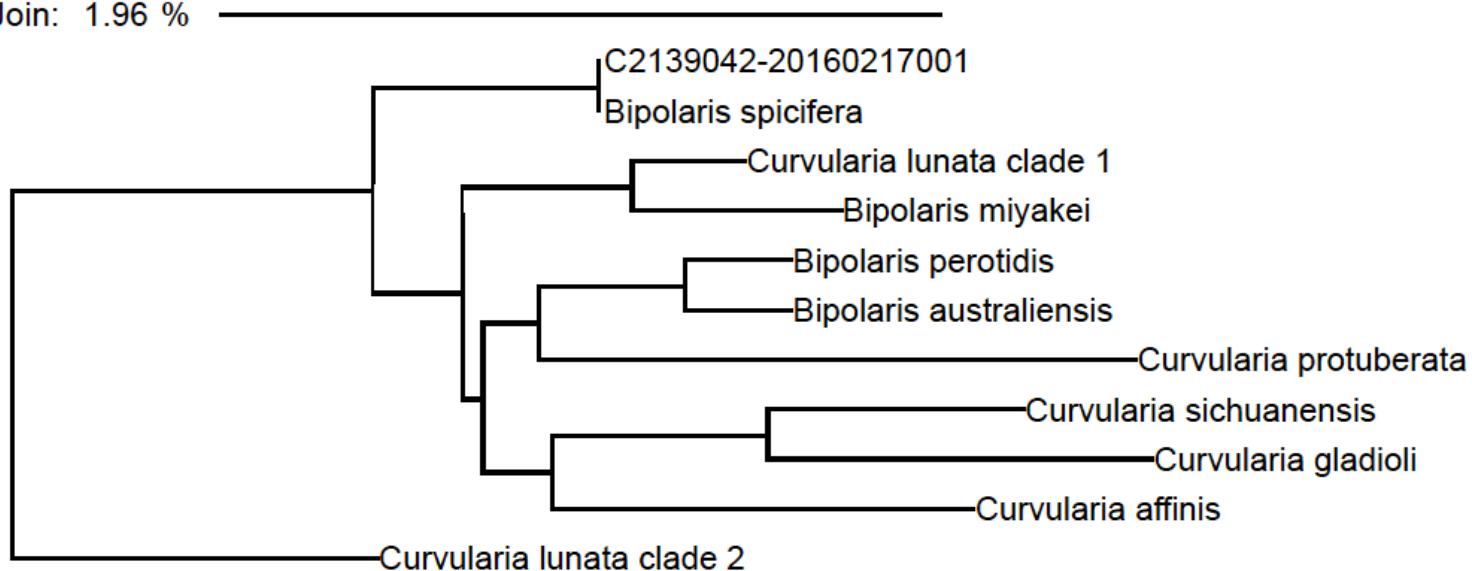 Join: 1.96 %
C2139042-20160217001
Bipolaris spicifera
Curvularia lunata clade 1
Bipolaris miyakei
Bipolaris perotidis
Bipolaris australiensis
Curvularia protuberata
Curvularia sichuanensis
Curvularia gladioli
Curvularia affinis
Curvularia lunata clade 2